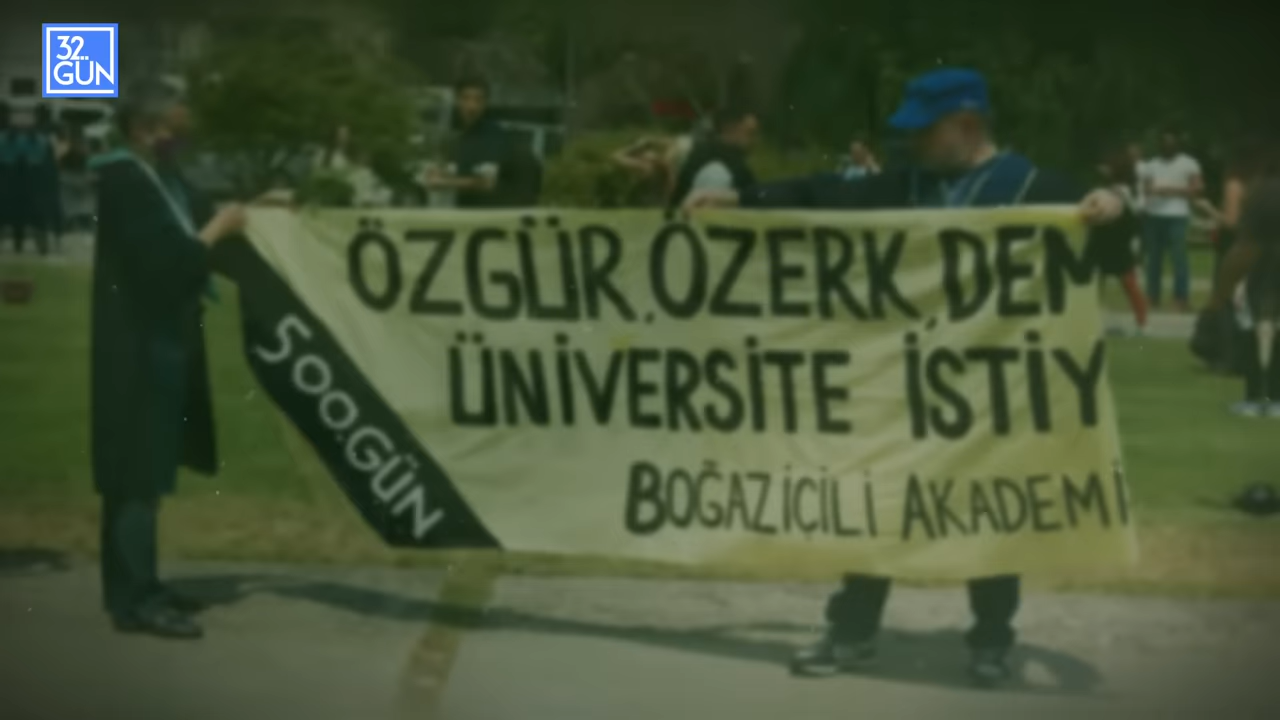 32.
GÜN
ÖZGÜR, ÖZERK, DEM
ÜNİVERSİTE İSTİY
500.GÜN
BOĞAZİÇİLİ AKADEMİ